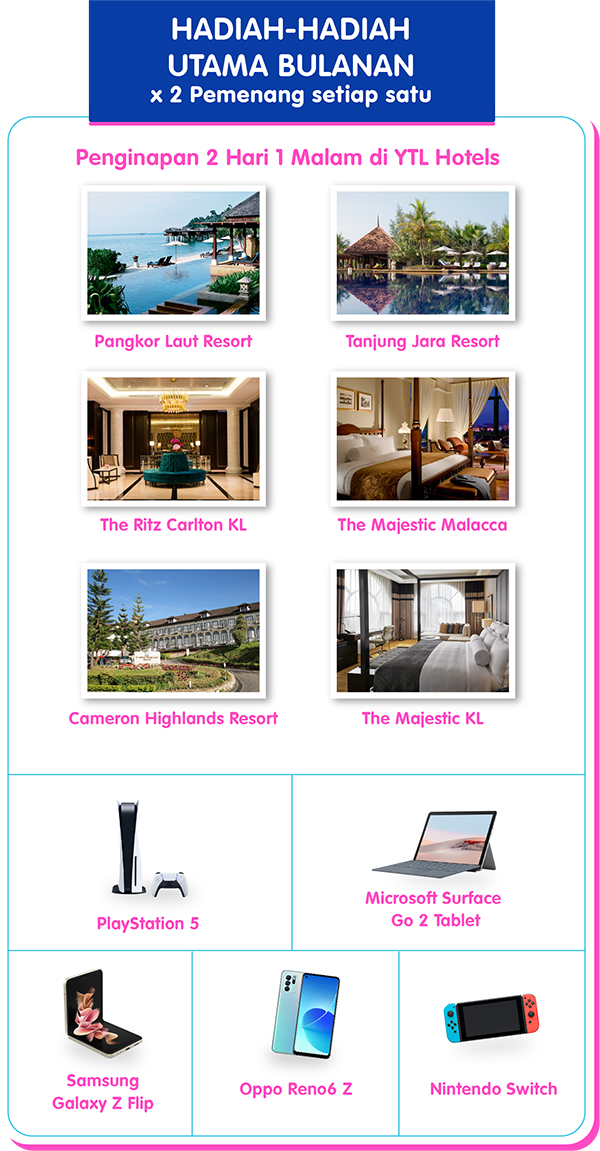 HADIAH-HADIAH
UTAMA BULANAN
x 2 Pemenang setiap satu
Penginapan 2 Hari 1 Malam di YTL Hotels
Pangkor Laut Resort
Tanjung Jara Resort
The Ritz Carlton KL
The Majestic Malacca
Cameron Highlands Resort
The Majestic KL
PlayStation 5
Microsoft Surface
Go 2 Tablet
Samsung
Galaxy Z Flip
Oppo Reno6 Z
Nintendo Switch